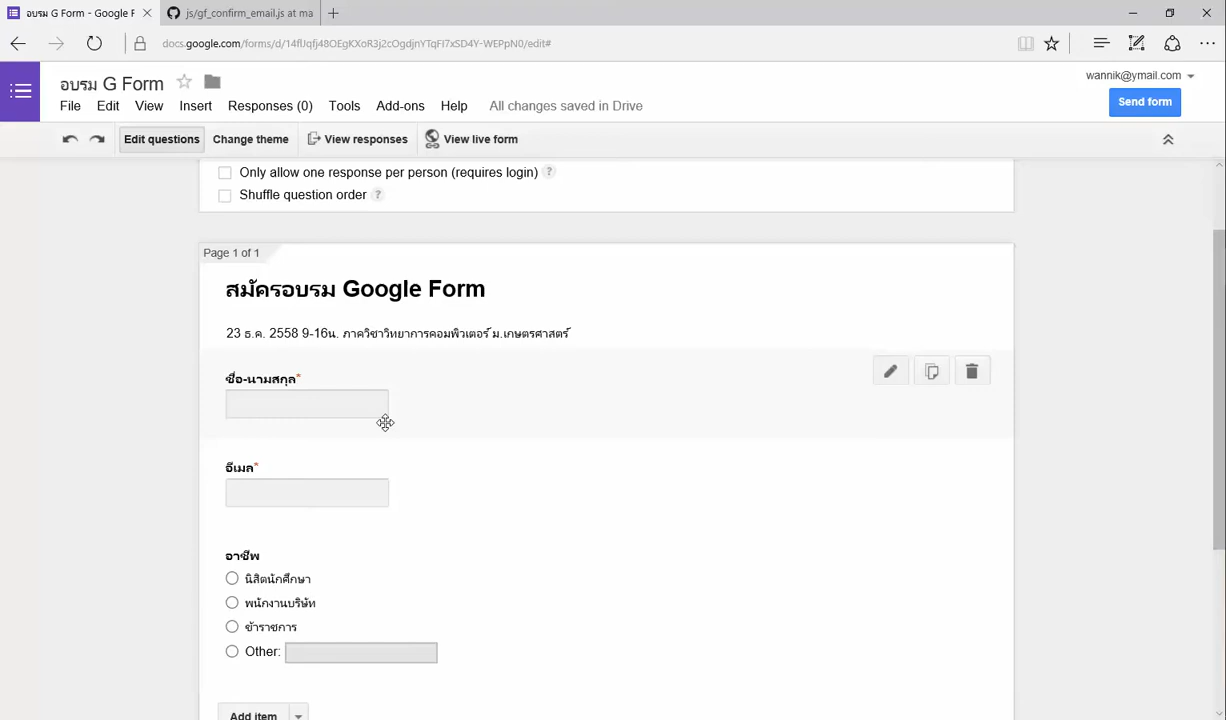 อบรม G Form - Google F
js/gf_confirm_email.js at ma
docs.google.com/forms/d/14fUqfj48OEgKXoR3j2cOgdjnYTqFI7xSD4Y-WEPpN0/edit#
อบรม G Form
wannik@ymail.com
File Edit View Insert Responses (0) Tools Add-ons Help All changes saved in Drive
Send form
Edit questions Change theme View responses View live form
Only allow one response per person (requires login) ?
Shuffle question order ?
Page 1 of 1
สมัครอบรม Google Form
23 ธ.ค. 2558 9-16น. ภาควิชาวิทยาการคอมพิวเตอร์ ม.เกษตรศาสตร์
ชื่อ-นามสกุล*
อีเมล*
อาชีพ
นิสิตนักศึกษา
พนักงานบริษัท
ข้าราชการ
Other:
Add item